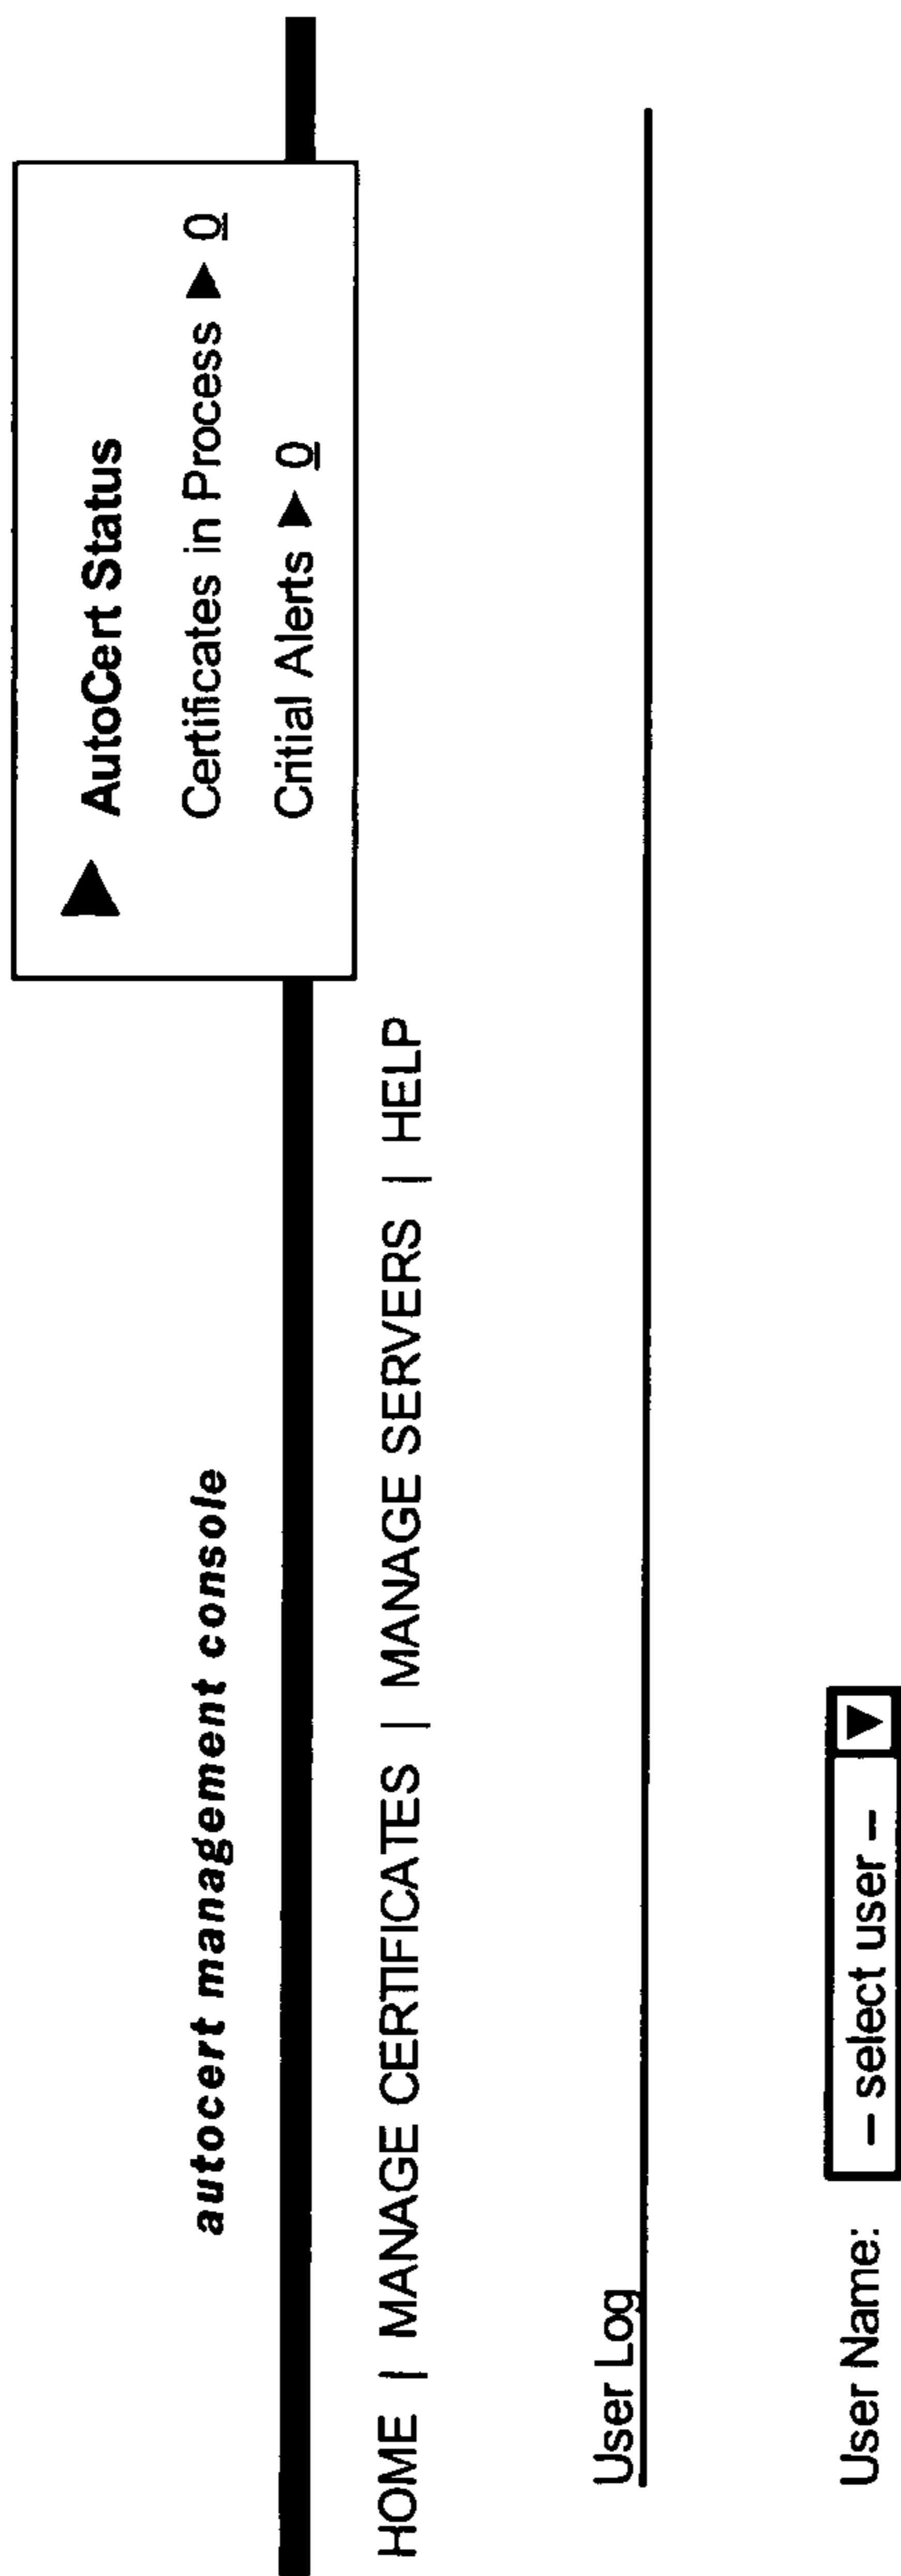 autocert management console
▶ AutoCert Status
Certificates in Process ▶ 0
Critial Alerts ▶ 0
HOME | MANAGE CERTIFICATES | MANAGE SERVERS | HELP
User Log
User Name: – select user – ▼